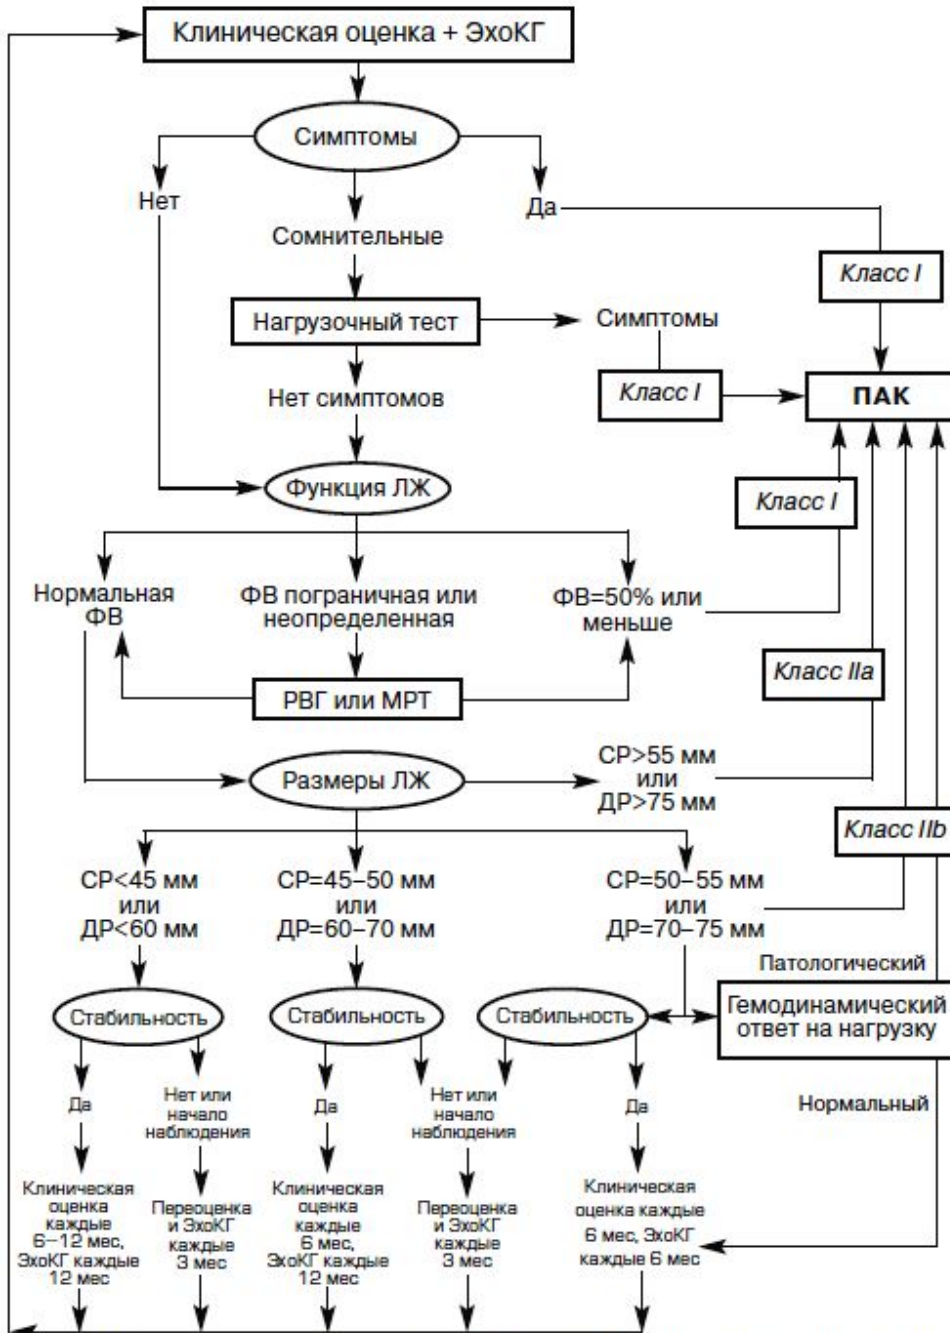 Клиническая оценка + ЭхоКГ
Симптомы
Нет
Да
Сомнительные
Класс I
Нагрузочный тест
Симптомы
Класс I
ПАК
Нет симптомов
Функция ЛЖ
Класс I
Нормальная
ФВ
ФВ пограничная или
неопределенная
ФВ=50% или
меньше
Класс IIa
РВГ или МРТ
Размеры ЛЖ
СР>55 мм
или
ДР>75 мм
Класс IIb
СР<45 мм
или
ДР<60 мм
СР=45–50 мм
или
ДР=60–70 мм
СР=50–55 мм
или
ДР=70–75 мм
Патологический
Стабильность
Стабильность
Стабильность
Гемодинамический
ответ на нагрузку
Да
Нет или
начало
наблюдения
Да
Нет или
начало
наблюдения
Да
Нормальный
Клиническая
оценка
каждые
6–12 мес,
ЭхоКГ каждые
12 мес
Переоценка
и ЭхоКГ
каждые
3 мес
Клиническая
оценка
каждые
6 мес,
ЭхоКГ каждые
12 мес
Переоценка
и ЭхоКГ
каждые
3 мес
Клиническая
оценка каждые
6 мес, ЭхоКГ
каждые 6 мес